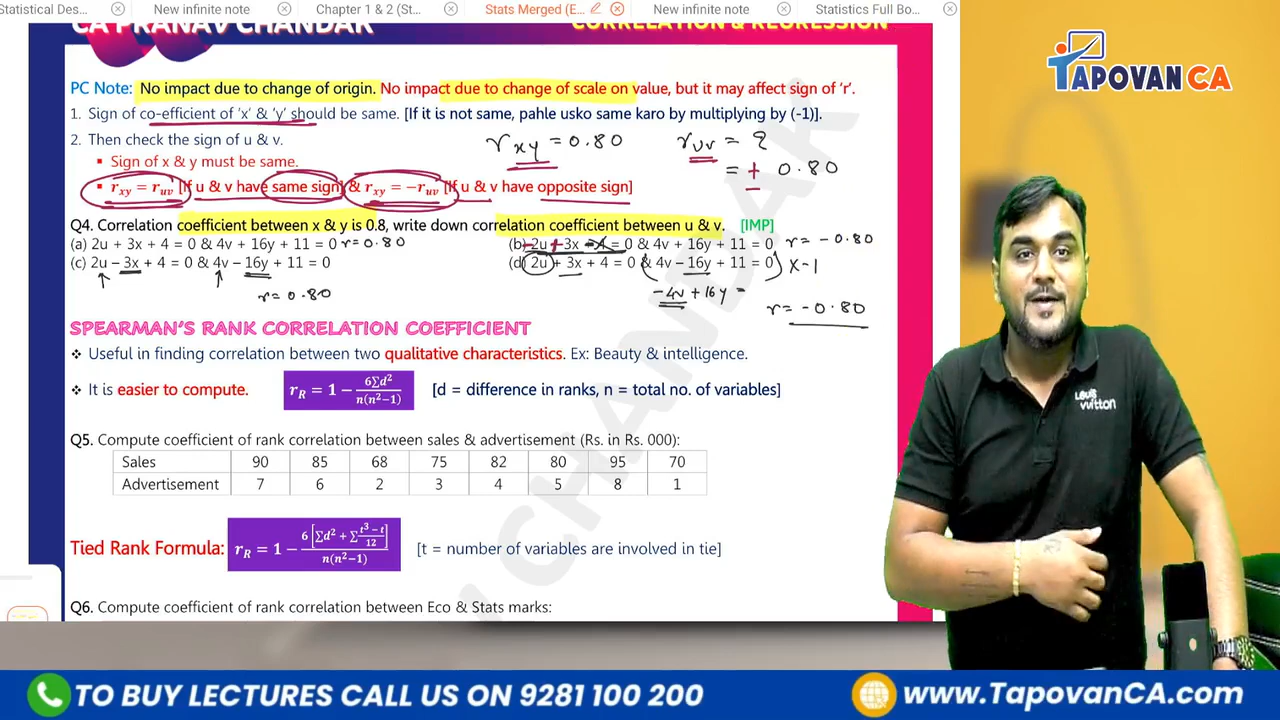 Statistical Des... New infinite note Chapter 1 & 2 (St... Stats Merged (E... New infinite note Statistics Full Bo...
CA PRANAV CHANDAK CORRELATION & REGRESSION
TAPOVAN CA
PC Note: No impact due to change of origin. No impact due to change of scale on value, but it may affect sign of 'r'.
1. Sign of co-efficient of 'x' & 'y' should be same. [If it is not same, pahle usko same karo by multiplying by (-1)].
2. Then check the sign of u & v.
r xy = 0.80 r uv = ?
▪ Sign of x & y must be same.
= + 0.80
▪ r_xy = r_uv [If u & v have same sign] & r_xy = −r_uv [If u & v have opposite sign]
Q4. Correlation coefficient between x & y is 0.8, write down correlation coefficient between u & v. [IMP]
(a) 2u + 3x + 4 = 0 & 4v + 16y + 11 = 0 r = 0.80 (b) 2u + 3x - 4 = 0 & 4v + 16y + 11 = 0 r = -0.80
(c) 2u − 3x + 4 = 0 & 4v − 16y + 11 = 0 (d) 2u + 3x + 4 = 0 & 4v − 16y + 11 = 0 x-1
r = 0.80 -4v + 16y =
r = -0.80
SPEARMAN'S RANK CORRELATION COEFFICIENT
❖ Useful in finding correlation between two qualitative characteristics. Ex: Beauty & intelligence.
❖ It is easier to compute. r_R = 1 − 6∑d²/n(n²−1) [d = difference in ranks, n = total no. of variables]
Q5. Compute coefficient of rank correlation between sales & advertisement (Rs. in Rs. 000):
Sales 90 85 68 75 82 80 95 70
Advertisement 7 6 2 3 4 5 8 1
Tied Rank Formula: r_R = 1 − 6[∑d² + ∑(t³−t)/12]/n(n²−1) [t = number of variables are involved in tie]
Q6. Compute coefficient of rank correlation between Eco & Stats marks:
Louis Vuitton
TO BUY LECTURES CALL US ON 9281 100 200 www.TapovanCA.com